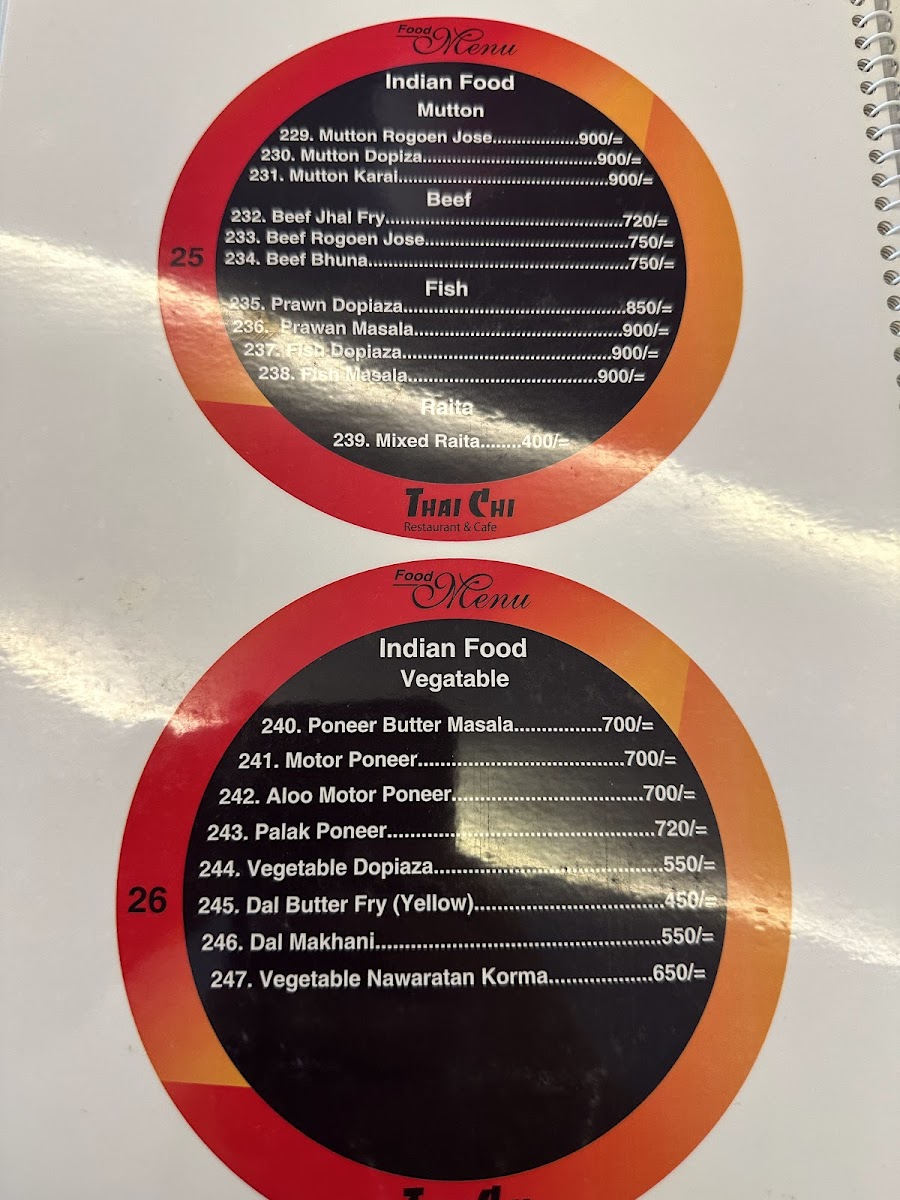 Food
Menu
Indian Food
Mutton
229. Mutton Rogoen Jose.................900/=
230. Mutton Dopiza...................................900/=
231. Mutton Karai..........................................900/=
Beef
232. Beef Jhal Fry................................................720/=
233. Beef Rogoen Jose.........................................750/=
234. Beef Bhuna.....................................................750/=
25
Fish
235. Prawn Dopiaza.............................................850/=
236. Prawan Masala..........................................900/=
237. Fish Dopiaza..........................................900/=
238. Fish Masala......................................900/=
Raita
239. Mixed Raita........400/=
THAI CHI
Restaurant & Cafe
Food
Menu
Indian Food
Vegatable
240. Poneer Butter Masala................700/=
241. Motor Poneer.....................................700/=
242. Aloo Motor Poneer..................................700/=
243. Palak Poneer................................................720/=
244. Vegetable Dopiaza.........................................550/=
26
245. Dal Butter Fry (Yellow)..................................450/=
246. Dal Makhani...................................................550/=
247. Vegetable Nawaratan Korma..................650/=